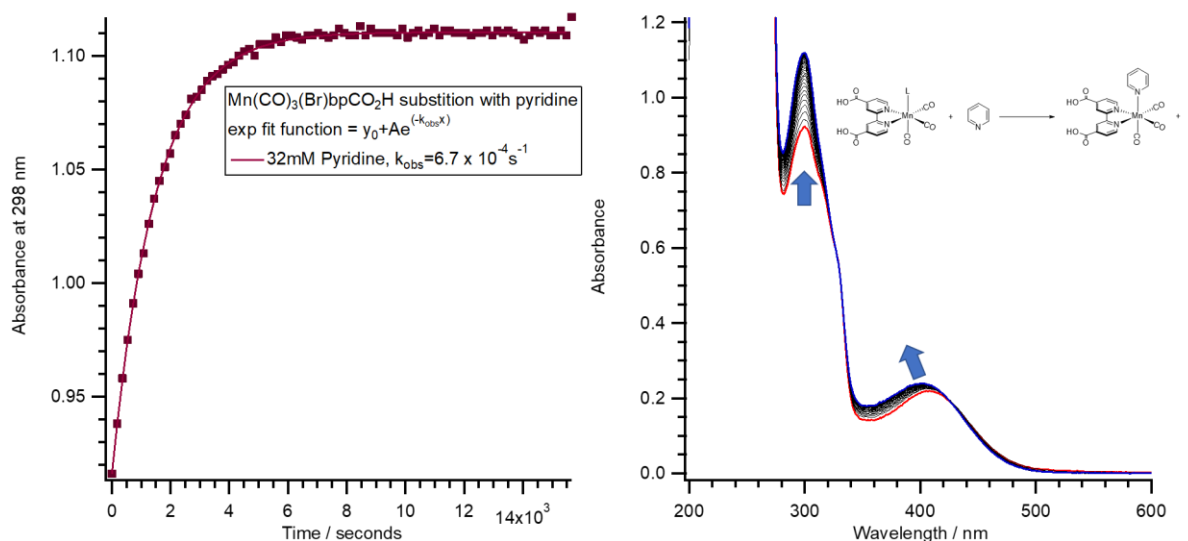 Absorbance at 298 nm
1.10
1.05
1.00
0.95
Mn(CO)3(Br)bpCO2H substition with pyridine
exp fit function = y0+Ae(-kobsx)
32mM Pyridine, kobs=6.7 x 10-4s-1
0 2 4 6 8 10 12 14x10³
Time / seconds
Absorbance
1.2
1.0
0.8
0.6
0.4
0.2
0.0
HO O L N Mn CO N CO HO O CO + N
HO O N N Mn CO N CO HO O CO +
200 300 400 500 600
Wavelength / nm